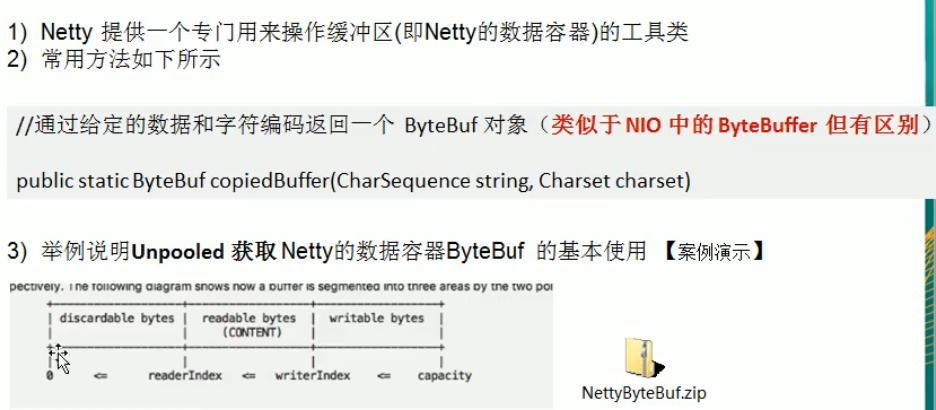 1) Netty 提供一个专门用来操作缓冲区(即Netty的数据容器)的工具类
2) 常用方法如下所示
//通过给定的数据和字符编码返回一个 ByteBuf 对象（类似于 NIO 中的 ByteBuffer 但有区别）
public static ByteBuf copiedBuffer(CharSequence string, Charset charset)
3) 举例说明Unpooled 获取 Netty的数据容器ByteBuf 的基本使用 【案例演示】
pectively. The following diagram shows how a buffer is segmented into three areas by the two poi
| discardable bytes | readable bytes | writable bytes |
| | (CONTENT) | |
0 <= readerIndex <= writerIndex <= capacity
NettyByteBuf.zip